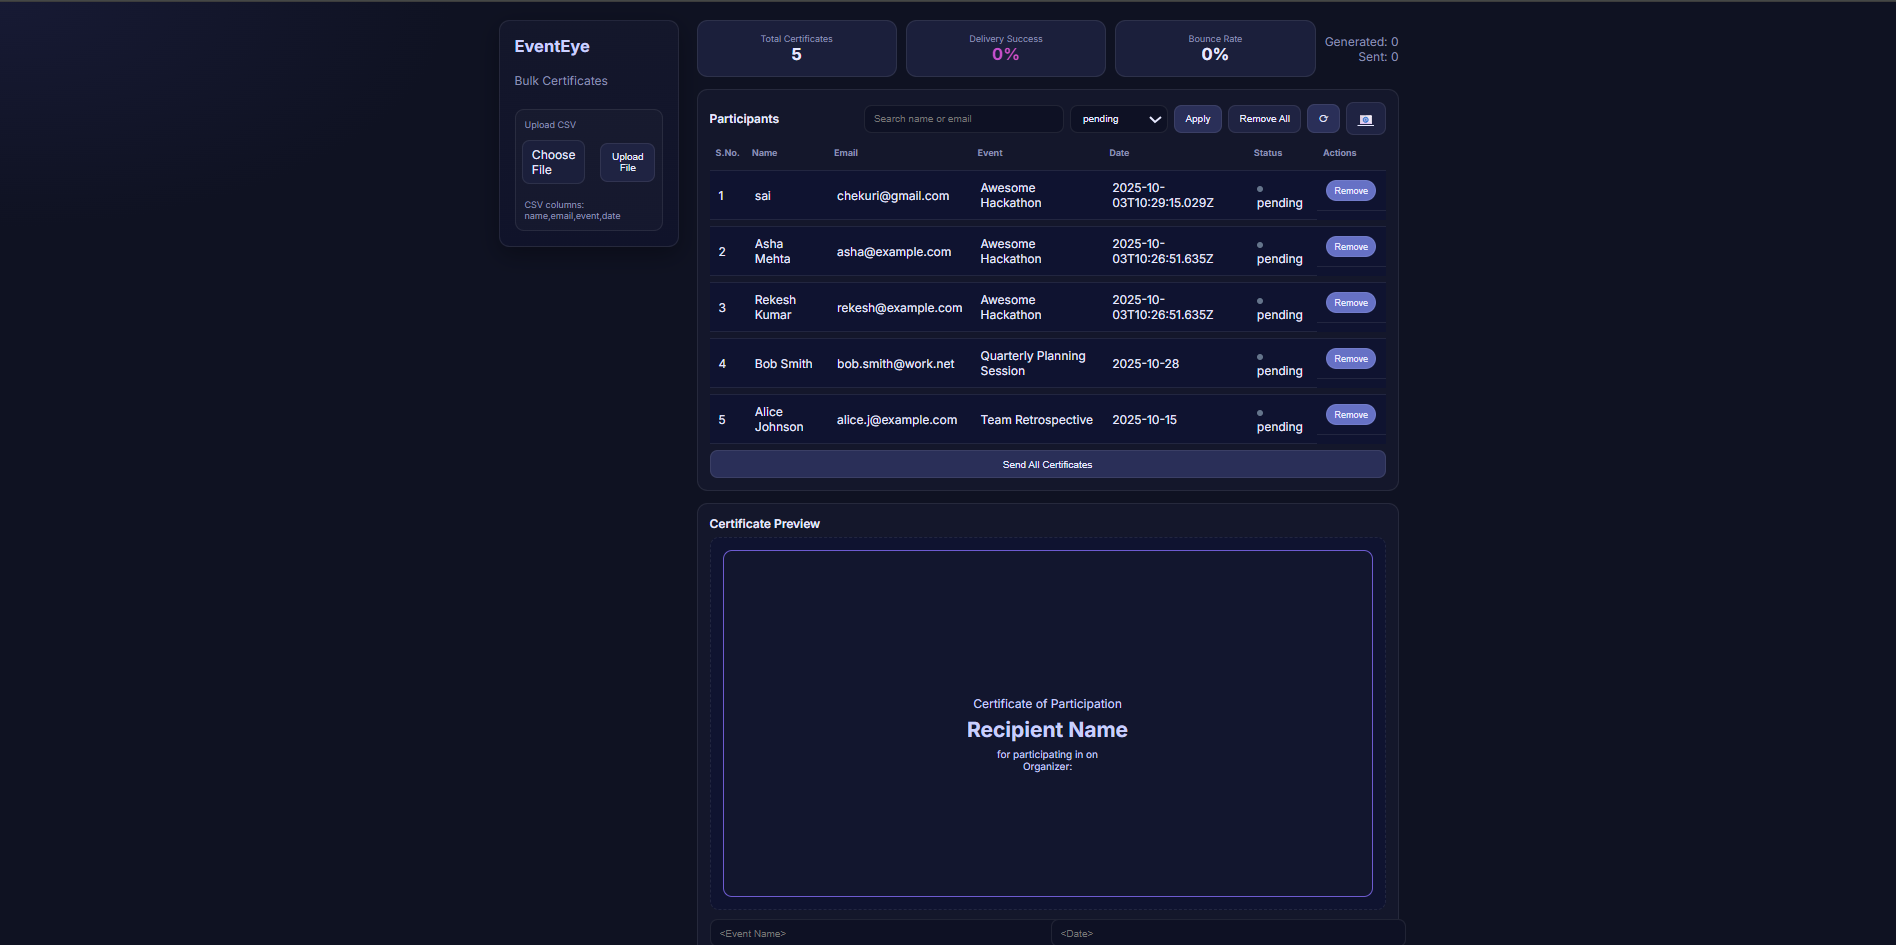 EventEye
Bulk Certificates
Upload CSV
Choose
File
Upload
File
CSV columns:
name,email,event,date
Total Certificates
5
Delivery Success
0%
Bounce Rate
0%
Generated: 0
Sent: 0
Participants
Search name or email
pending
Apply
Remove All
S.No. Name Email Event Date Status Actions
1 sai chekuri@gmail.com Awesome
Hackathon 2025-10-
03T10:29:15.029Z pending Remove
2 Asha
Mehta asha@example.com Awesome
Hackathon 2025-10-
03T10:26:51.635Z pending Remove
3 Rekesh
Kumar rekesh@example.com Awesome
Hackathon 2025-10-
03T10:26:51.635Z pending Remove
4 Bob Smith bob.smith@work.net Quarterly Planning
Session 2025-10-28 pending Remove
5 Alice
Johnson alice.j@example.com Team Retrospective 2025-10-15 pending Remove
Send All Certificates
Certificate Preview
Certificate of Participation
Recipient Name
for participating in on
Organizer:
<Event Name>
<Date>